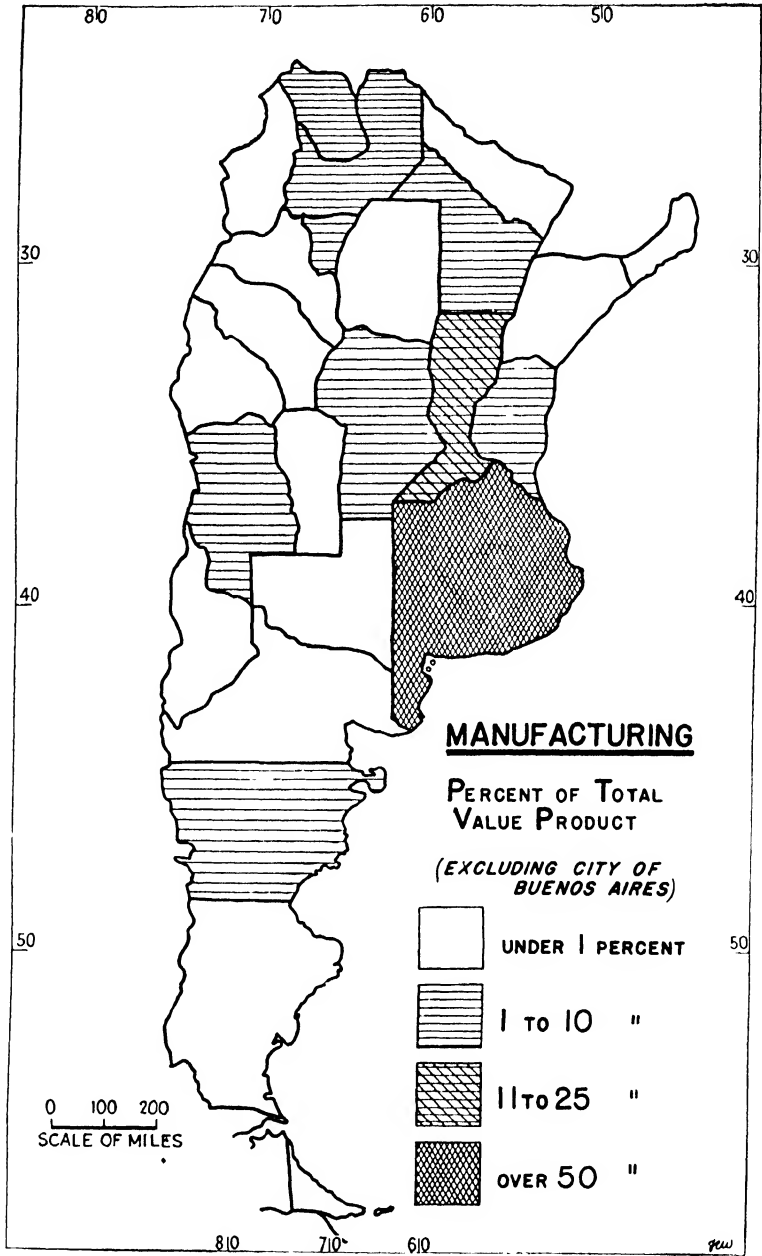 80 70 60 50
30 30
40 40
MANUFACTURING
PERCENT OF TOTAL
VALUE PRODUCT
(EXCLUDING CITY OF
BUENOS AIRES)
50 50
UNDER 1 PERCENT
1 TO 10 "
11 TO 25 "
0 100 200
SCALE OF MILES
OVER 50 "
80 70 60